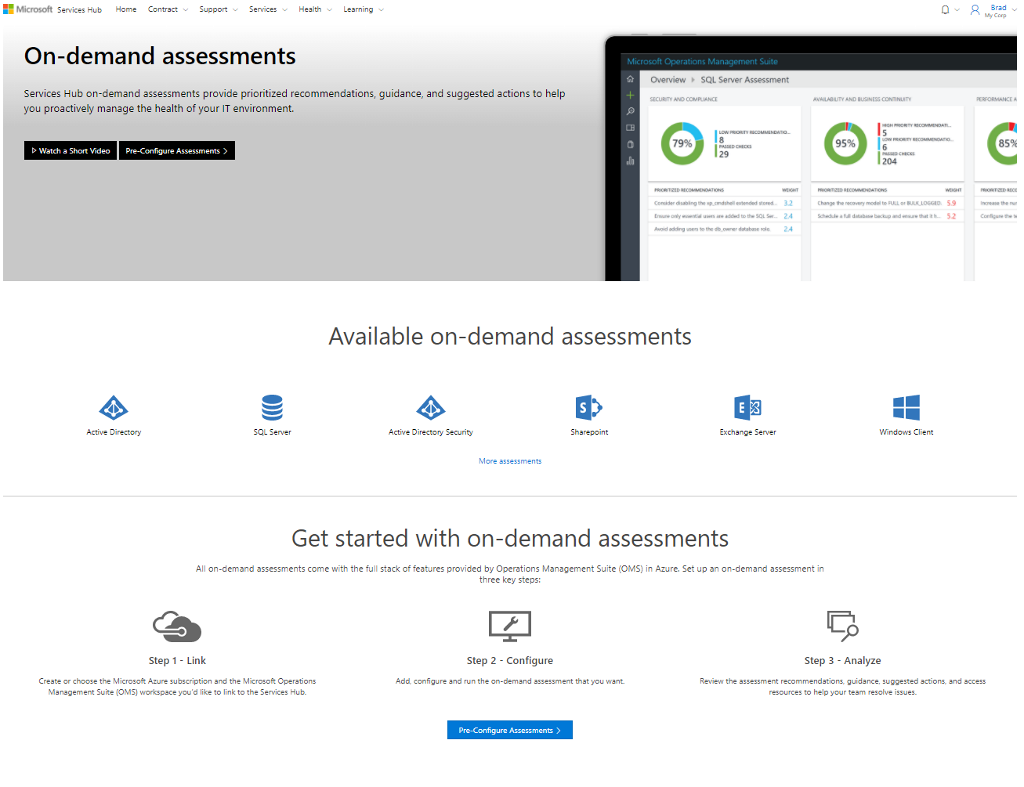 Microsoft Services Hub Home Contract Support Services Health Learning Brad
My Corp
On-demand assessments
Services Hub on-demand assessments provide prioritized recommendations, guidance, and suggested actions to help
you proactively manage the health of your IT environment.
Watch a Short Video Pre-Configure Assessments
Microsoft Operations Management Suite
Overview SQL Server Assessment
SECURITY AND COMPLIANCE
79%
LOW PRIORITY RECOMMENDATIO...
8
PASSED CHECKS
29
PRIORITIZED RECOMMENDATIONS WEIGHT
Consider disabling the xp_cmdshell extended stored... 3.2
Ensure only essential users are added to the SQL Ser... 2.4
Avoid adding users to the db_owner database role. 2.4
AVAILABILITY AND BUSINESS CONTINUITY
95%
HIGH PRIORITY RECOMMENDATI...
5
LOW PRIORITY RECOMMENDATIO...
6
PASSED CHECKS
204
PRIORITIZED RECOMMENDATIONS WEIGHT
Change the recovery model to FULL or BULK_LOGGED. 5.9
Schedule a full database backup and ensure that it h... 5.2
PERFORMANCE A
85%
PRIORITIZED RECO
Increase the nu
Configure the te
Available on-demand assessments
Active Directory SQL Server Active Directory Security Sharepoint Exchange Server Windows Client
More assessments
Get started with on-demand assessments
All on-demand assessments come with the full stack of features provided by Operations Management Suite (OMS) in Azure. Set up an on-demand assessment in
three key steps:
Step 1 - Link
Create or choose the Microsoft Azure subscription and the Microsoft Operations
Management Suite (OMS) workspace you'd like to link to the Services Hub.
Step 2 - Configure
Add, configure and run the on-demand assessment that you want.
Step 3 - Analyze
Review the assessment recommendations, guidance, suggested actions, and access
resources to help your team resolve issues.
Pre-Configure Assessments